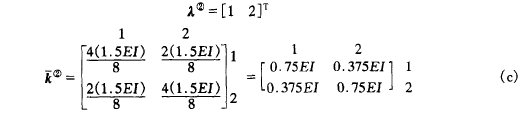 λ^② = [1  2]^T
1  2  1  2
k̄^② = [4(1.5EI)/8  2(1.5EI)/8; 2(1.5EI)/8  4(1.5EI)/8] 1 2 = [0.75EI  0.375EI; 0.375EI  0.75EI] 1 2  (c)